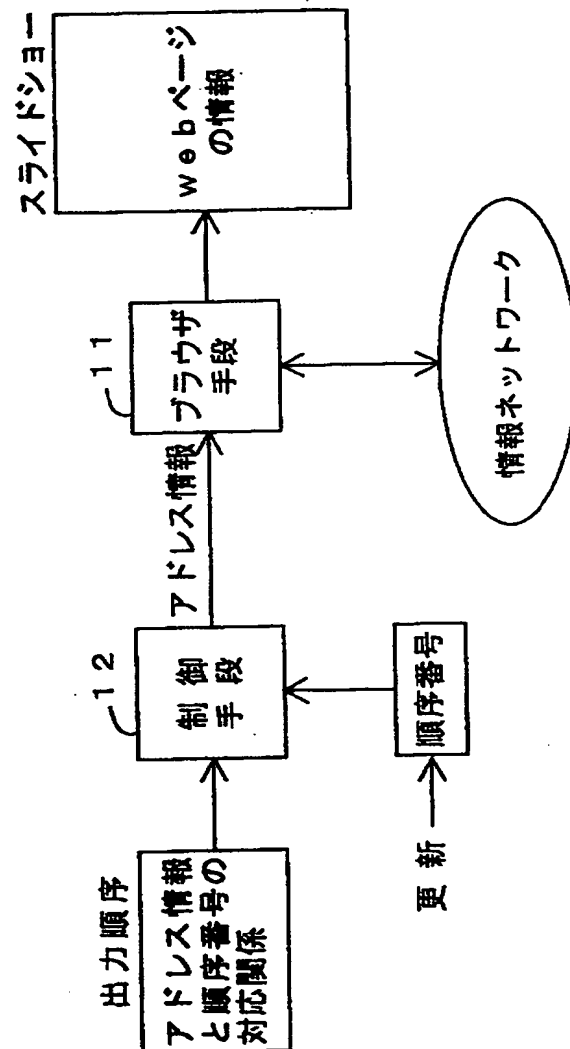 出力順序
アドレス情報
と順序番号の
対応関係
12
制御
手段
アドレス情報
11
ブラウザ
手段
スライドショー
webページ
の情報
更新
順序番号
情報ネットワーク